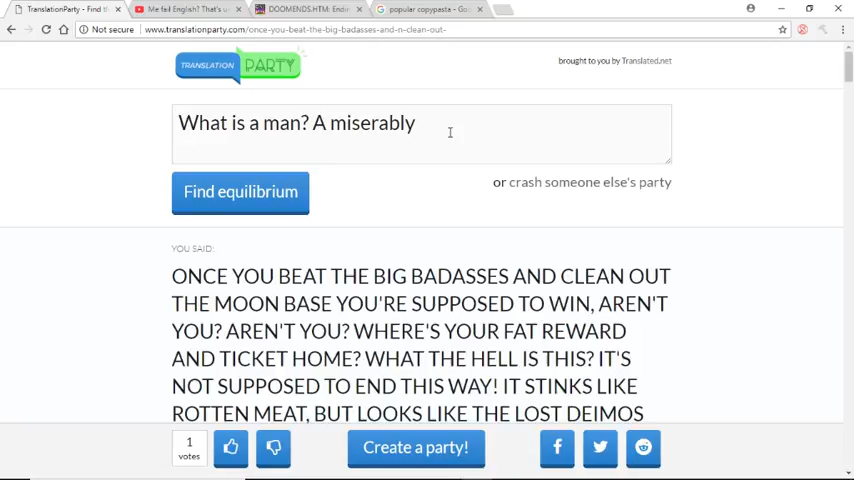 TranslationParty - Find th
Me fail English? That's u
DOOMENDS.HTM: Endin
popular copypasta - Goo
Not secure | www.translationparty.com/once-you-beat-the-big-badasses-and-n-clean-out-
TRANSLATION PARTY
brought to you by Translated.net
What is a man? A miserably
Find equilibrium
or crash someone else's party
YOU SAID:
ONCE YOU BEAT THE BIG BADASSES AND CLEAN OUT
THE MOON BASE YOU'RE SUPPOSED TO WIN, AREN'T
YOU? AREN'T YOU? WHERE'S YOUR FAT REWARD
AND TICKET HOME? WHAT THE HELL IS THIS? IT'S
NOT SUPPOSED TO END THIS WAY! IT STINKS LIKE
ROTTEN MEAT, BUT LOOKS LIKE THE LOST DEIMOS
1
votes
Create a party!